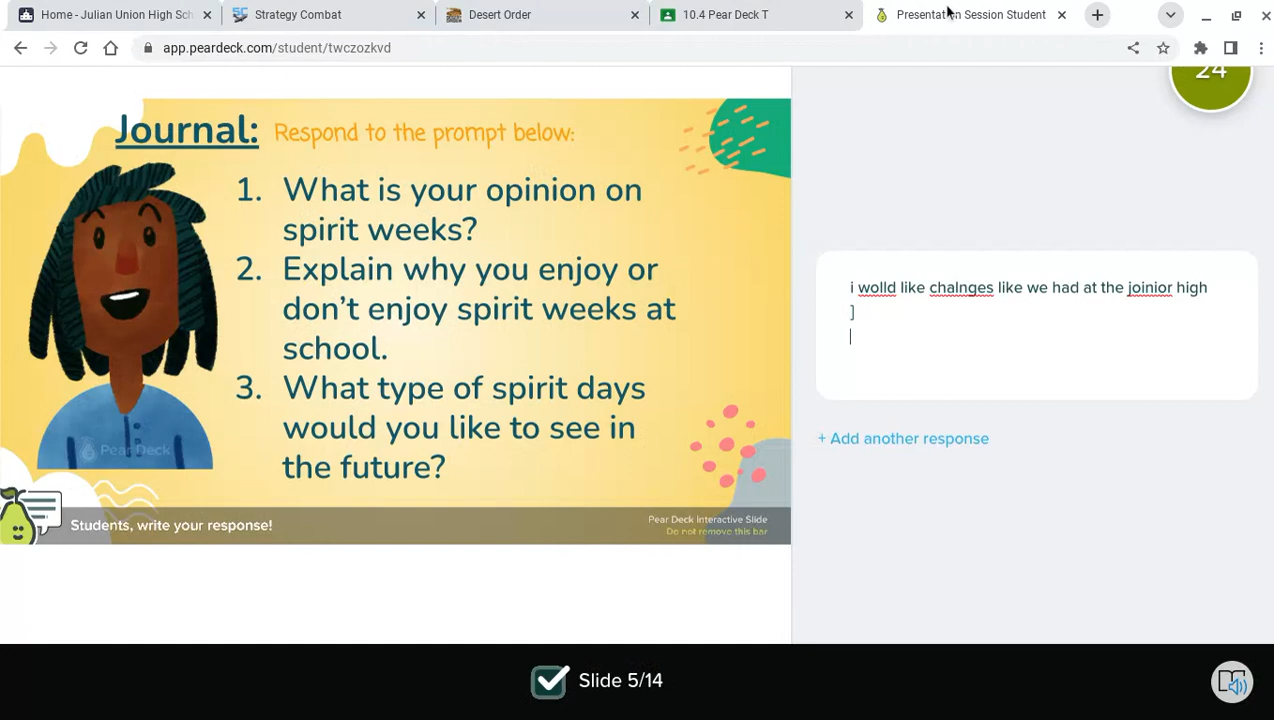 Home - Julian Union High Sch
Strategy Combat
Desert Order
10.4 Pear Deck T
Presentation Session Student
app.peardeck.com/student/twczozkvd
24
Journal: Respond to the prompt below:
1. What is your opinion on
spirit weeks?
2. Explain why you enjoy or
don't enjoy spirit weeks at
school.
3. What type of spirit days
would you like to see in
the future?
Pear Deck
Students, write your response!
Pear Deck Interactive Slide
Do not remove this bar
i wolld like chalnges like we had at the joinior high
]
+ Add another response
Slide 5/14